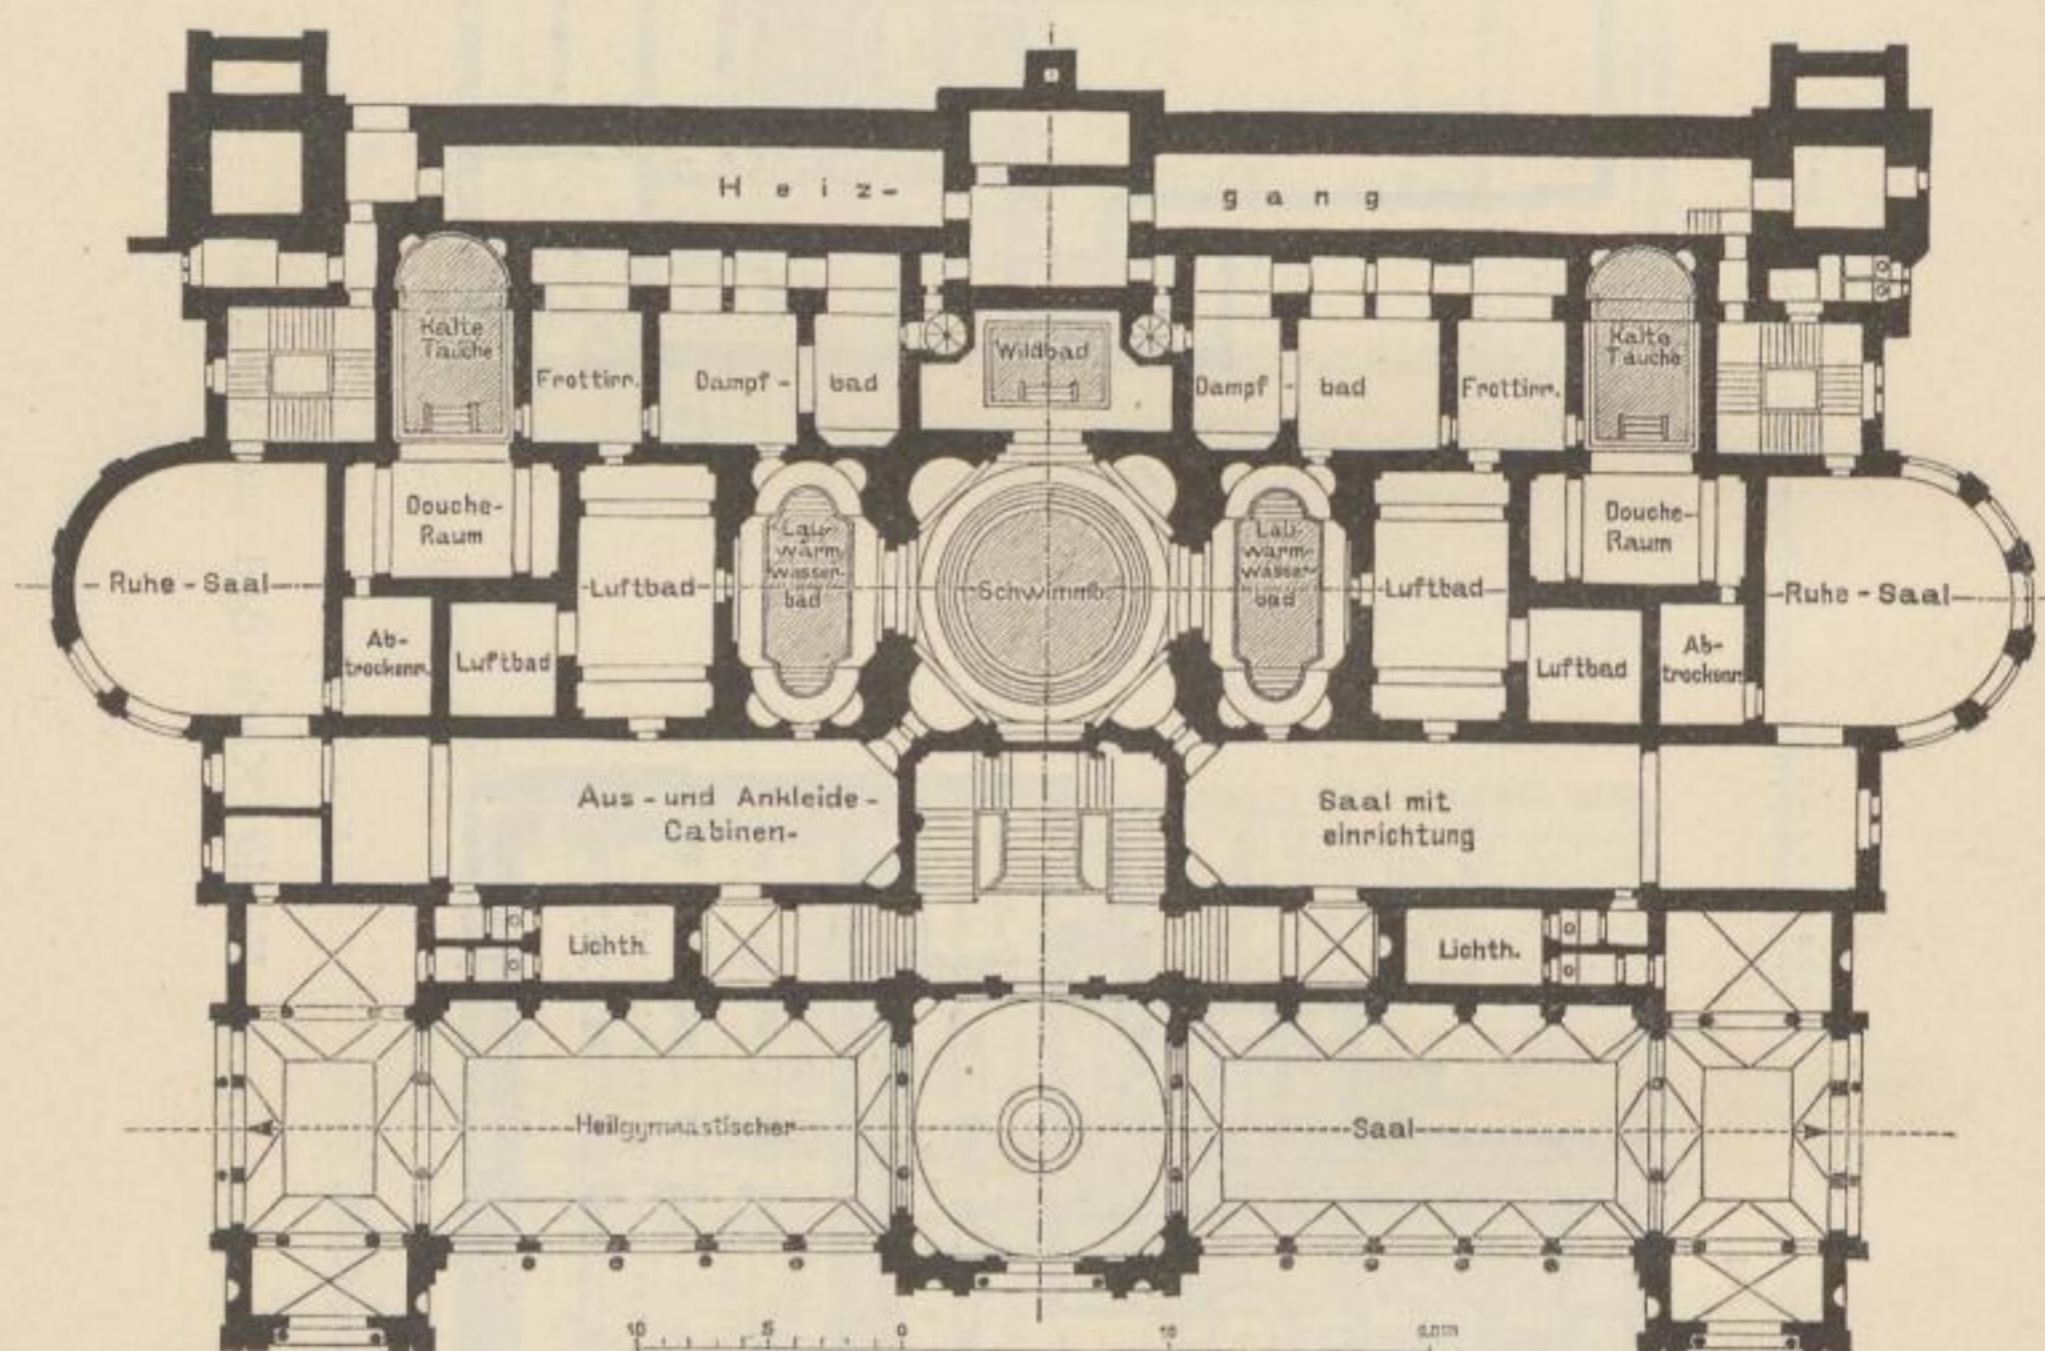 Heiz-
gang
Kalte
Tauche
Frottirr.
Dampf-
bad
Wildbad
Dampf-
bad
Frottirr.
Kalte
Tauche
Ruhe-Saal
Douche-
Raum
Ab-
trockenr.
Luftbad
Luftbad
Lau-
warm
Wasser-
bad
Schwimmb.
Lau-
warm-
Wasser-
bad
Luftbad
Luftbad
Douche-
Raum
Ab-
trockenr.
Ruhe-Saal
Aus-und Ankleide-
Cabinen-
Saal mit
einrichtung
Lichth.
Lichth.
Heilgymnastischer
Saal
10 5 0 10